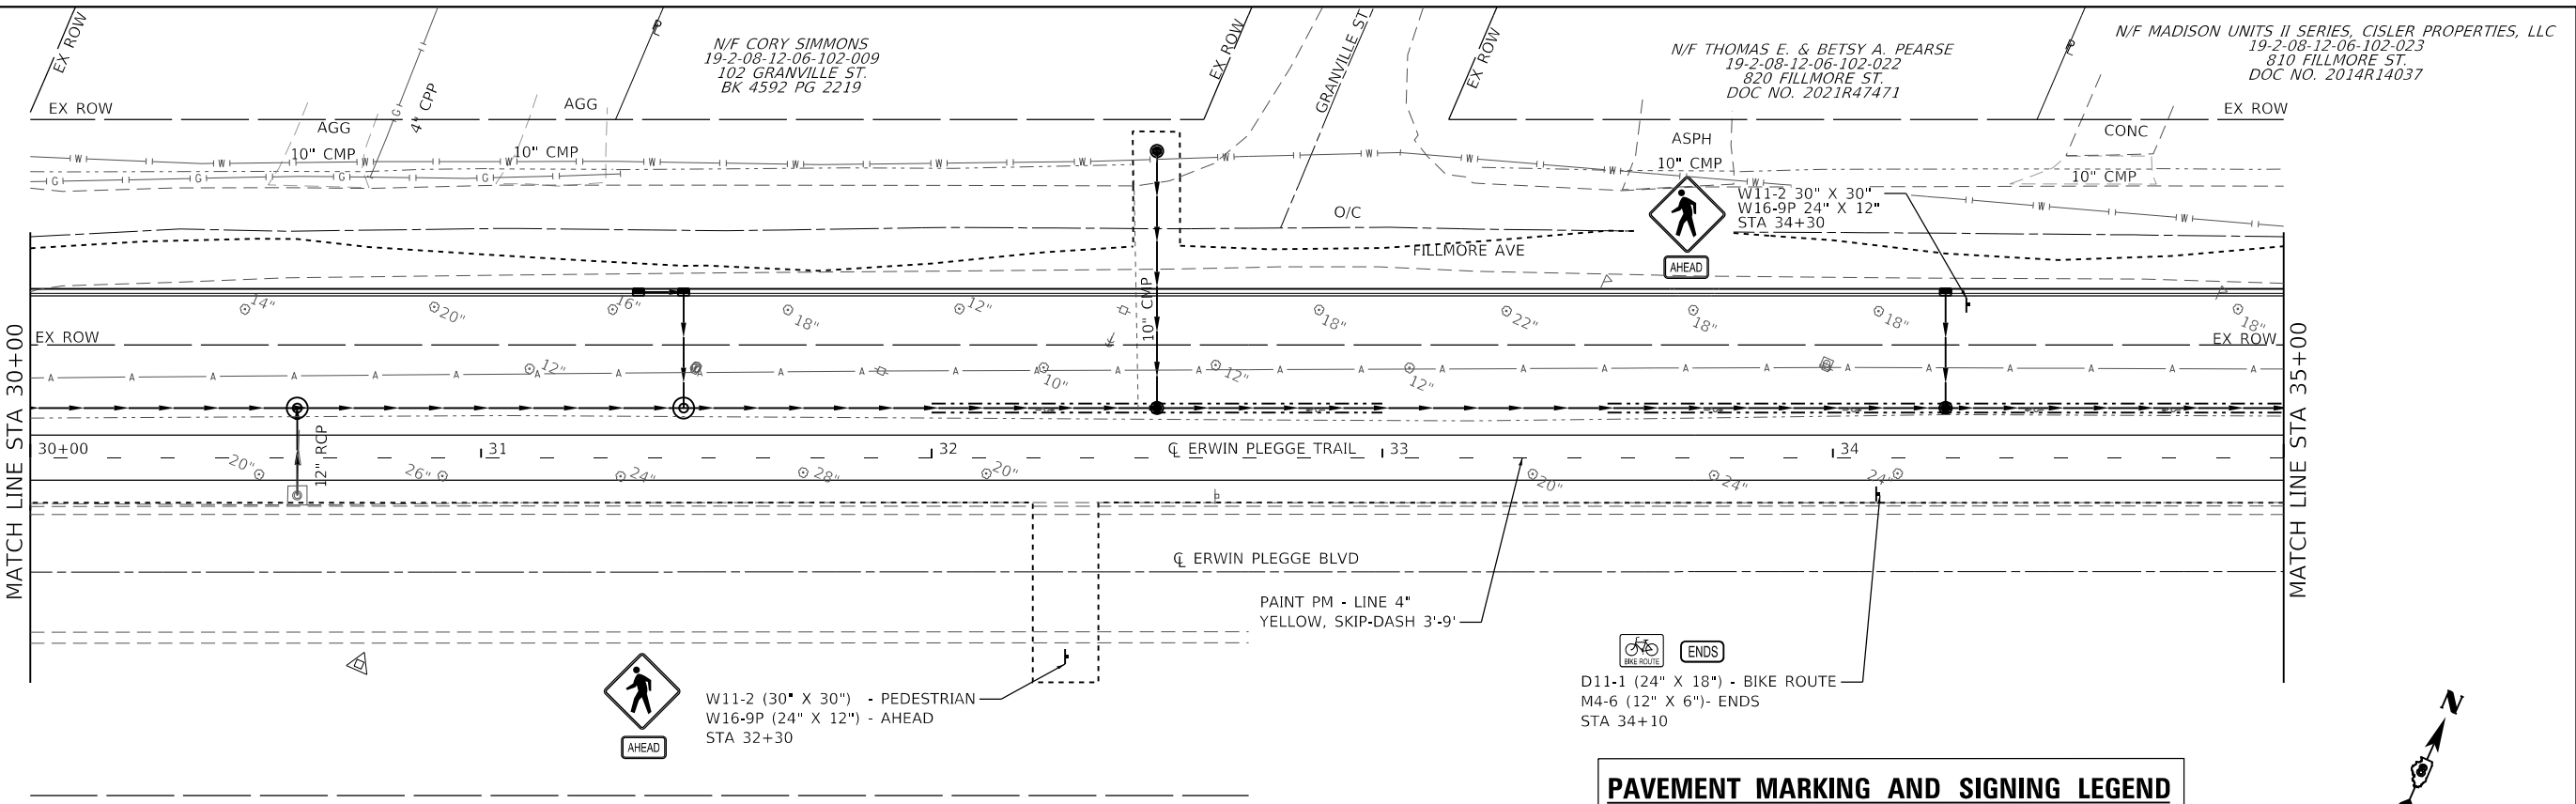 EX ROW
N/F CORY SIMMONS
19-2-08-12-06-102-009
102 GRANVILLE ST.
BK 4592 PG 2219
EX ROW
GRANVILLE ST
EX ROW
N/F THOMAS E. & BETSY A. PEARSE
19-2-08-12-06-102-022
820 FILLMORE ST.
DOC NO. 2021R47471
N/F MADISON UNITS II SERIES, CISLER PROPERTIES, LLC
19-2-08-12-06-102-023
810 FILLMORE ST.
DOC NO. 2014R14037
EX ROW
EX ROW
AGG
4" CPP
AGG
ASPH
CONC
10" CMP
10" CMP
10" CMP
10" CMP
W11-2 30" X 30"
W16-9P 24" X 12"
STA 34+30
AHEAD
O/C
FILLMORE AVE
14"
20"
16"
18"
12"
10" CMP
18"
22"
18"
18"
18"
EX ROW
EX ROW
12"
10"
12"
12"
A A A A A A A A A A A A A A A A A A A A A A A A A A A A
MATCH LINE STA 30+00
MATCH LINE STA 35+00
30+00
12" RCP
31
32
℄ ERWIN PLEGGE TRAIL
33
34
20"
26"
24"
28"
20"
20"
24"
24"
℄ ERWIN PLEGGE BLVD
PAINT PM - LINE 4"
YELLOW, SKIP-DASH 3'-9'
BIKE ROUTE
ENDS
D11-1 (24" X 18") - BIKE ROUTE
M4-6 (12" X 6")- ENDS
STA 34+10
W11-2 (30" X 30") - PEDESTRIAN
W16-9P (24" X 12") - AHEAD
STA 32+30
AHEAD
PAVEMENT MARKING AND SIGNING LEGEND
N